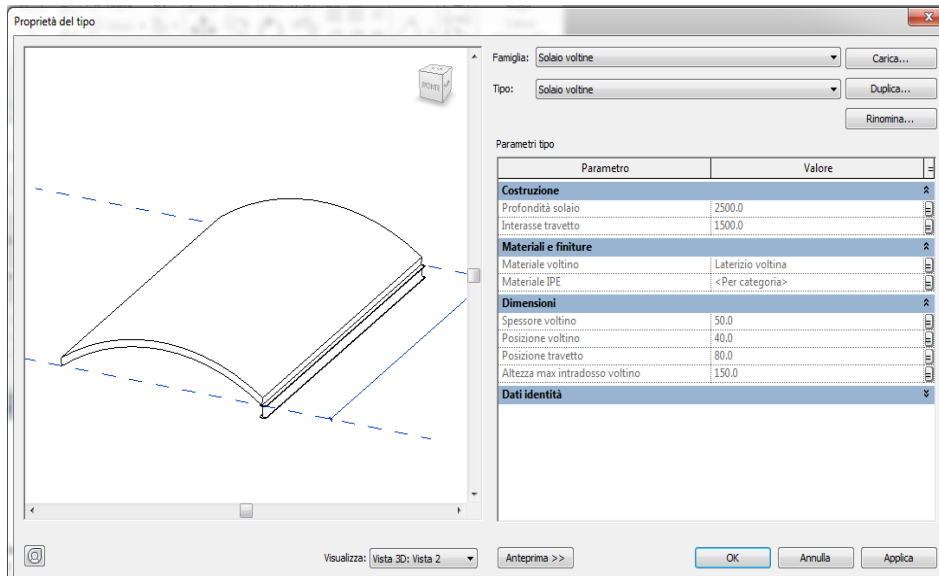 Proprietà del tipo
Famiglia: Solaio voltine Carica...
Tipo: Solaio voltine Duplica...
Rinomina...
Parametri tipo
Parametro Valore =
Costruzione
Profondità solaio 2500.0
Interasse travetto 1500.0
Materiali e finiture
Materiale voltino Laterizio voltina
Materiale IPE <Per categoria>
Dimensioni
Spessore voltino 50.0
Posizione voltino 40.0
Posizione travetto 80.0
Altezza max intradosso voltino 150.0
Dati identità
Visualizza: Vista 3D: Vista 2 Anteprima >> OK Annulla Applica